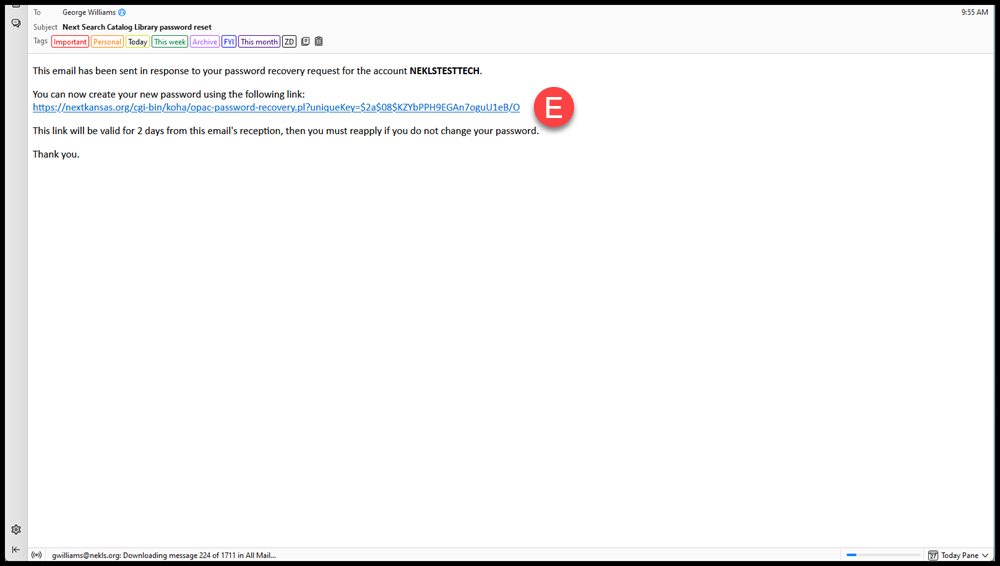 To George Williams 9:55 AM
Subject Next Search Catalog Library password reset
Tags Important Personal Today This week Archive FYI This month ZD
This email has been sent in response to your password recovery request for the account NEKLSTESTTECH.
You can now create your new password using the following link:
https://nextkansas.org/cgi-bin/koha/opac-password-recovery.pl?uniqueKey=$2a$08$KZYbPPH9EGAn7oguU1eB/O
E
This link will be valid for 2 days from this email's reception, then you must reapply if you do not change your password.
Thank you.
gwilliams@nekls.org: Downloading message 224 of 1711 in All Mail... 27 Today Pane